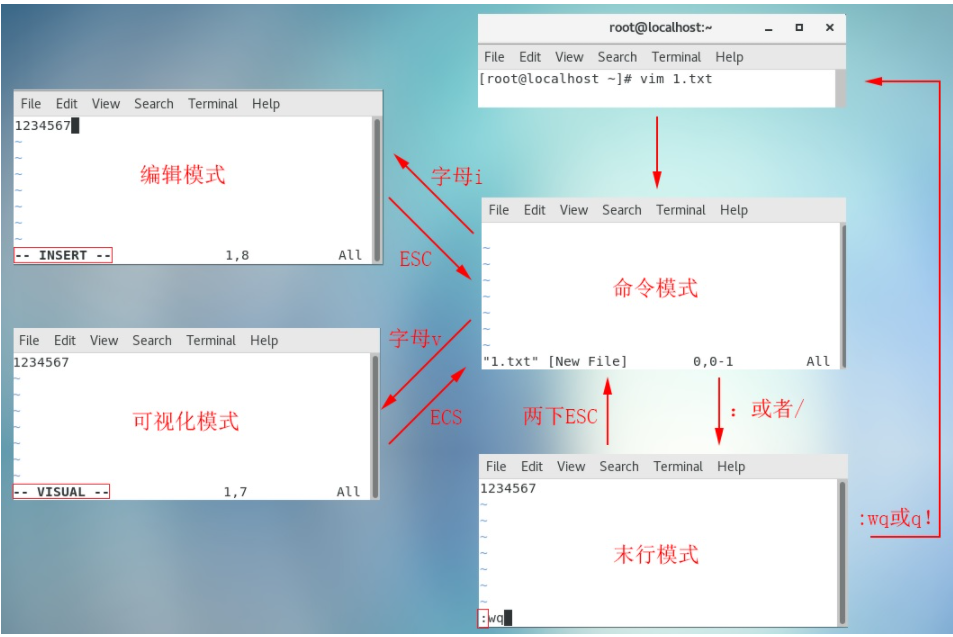 root@localhost:~
File Edit View Search Terminal Help
[root@localhost ~]# vim 1.txt
File Edit View Search Terminal Help
1234567
~
~
~
~
~
~
~
编辑模式
-- INSERT -- 1,8 All
字母i
ESC
File Edit View Search Terminal Help
~
~
~
~
~
~
~
命令模式
"1.txt" [New File] 0,0-1 All
File Edit View Search Terminal Help
1234567
~
~
~
~
~
~
~
可视化模式
-- VISUAL -- 1,7 All
字母v
ECS
两下ESC
：或者/
File Edit View Search Terminal Help
1234567
~
~
~
~
~
~
~
末行模式
:wq
:wq或q!